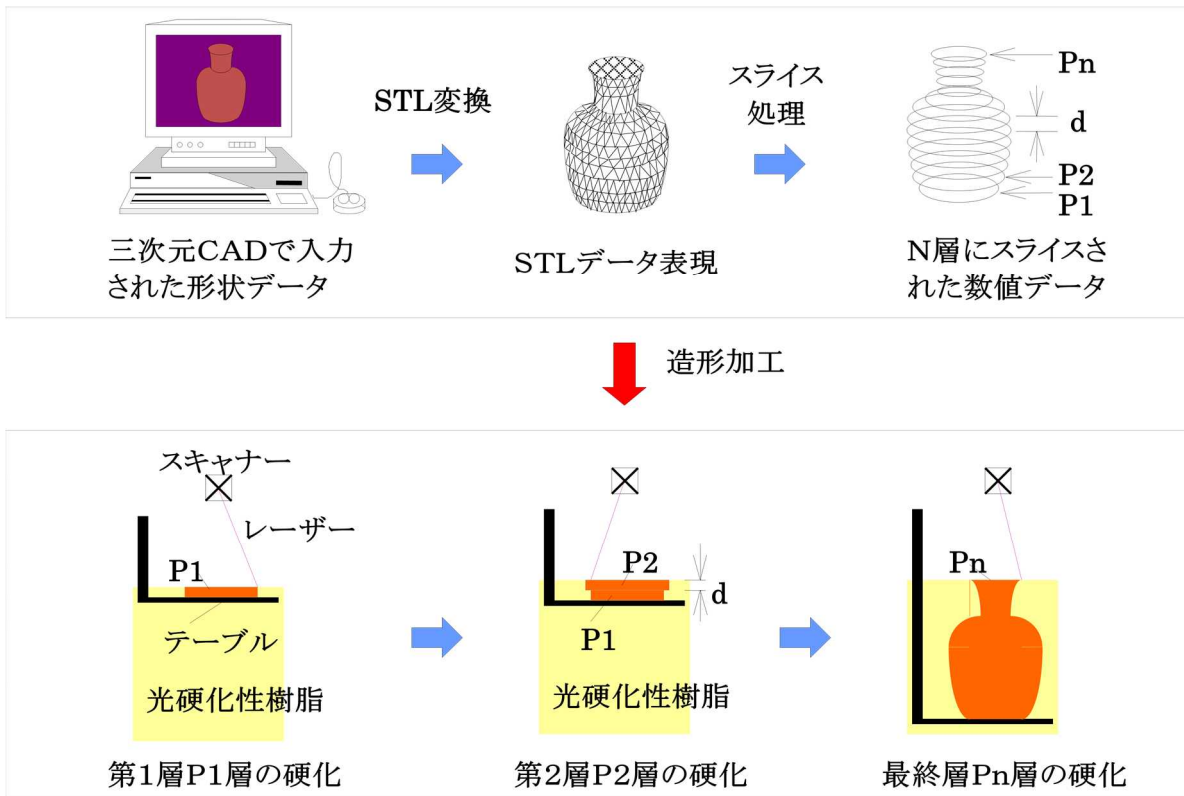 STL変換
スライス
処理
Pn
d
P2
P1
三次元CADで入力
された形状データ
STLデータ表現
N層にスライスさ
れた数値データ
造形加工
スキャナー
レーザー
P1
テーブル
光硬化性樹脂
第1層P1層の硬化
P2
d
P1
光硬化性樹脂
第2層P2層の硬化
Pn
最終層Pn層の硬化